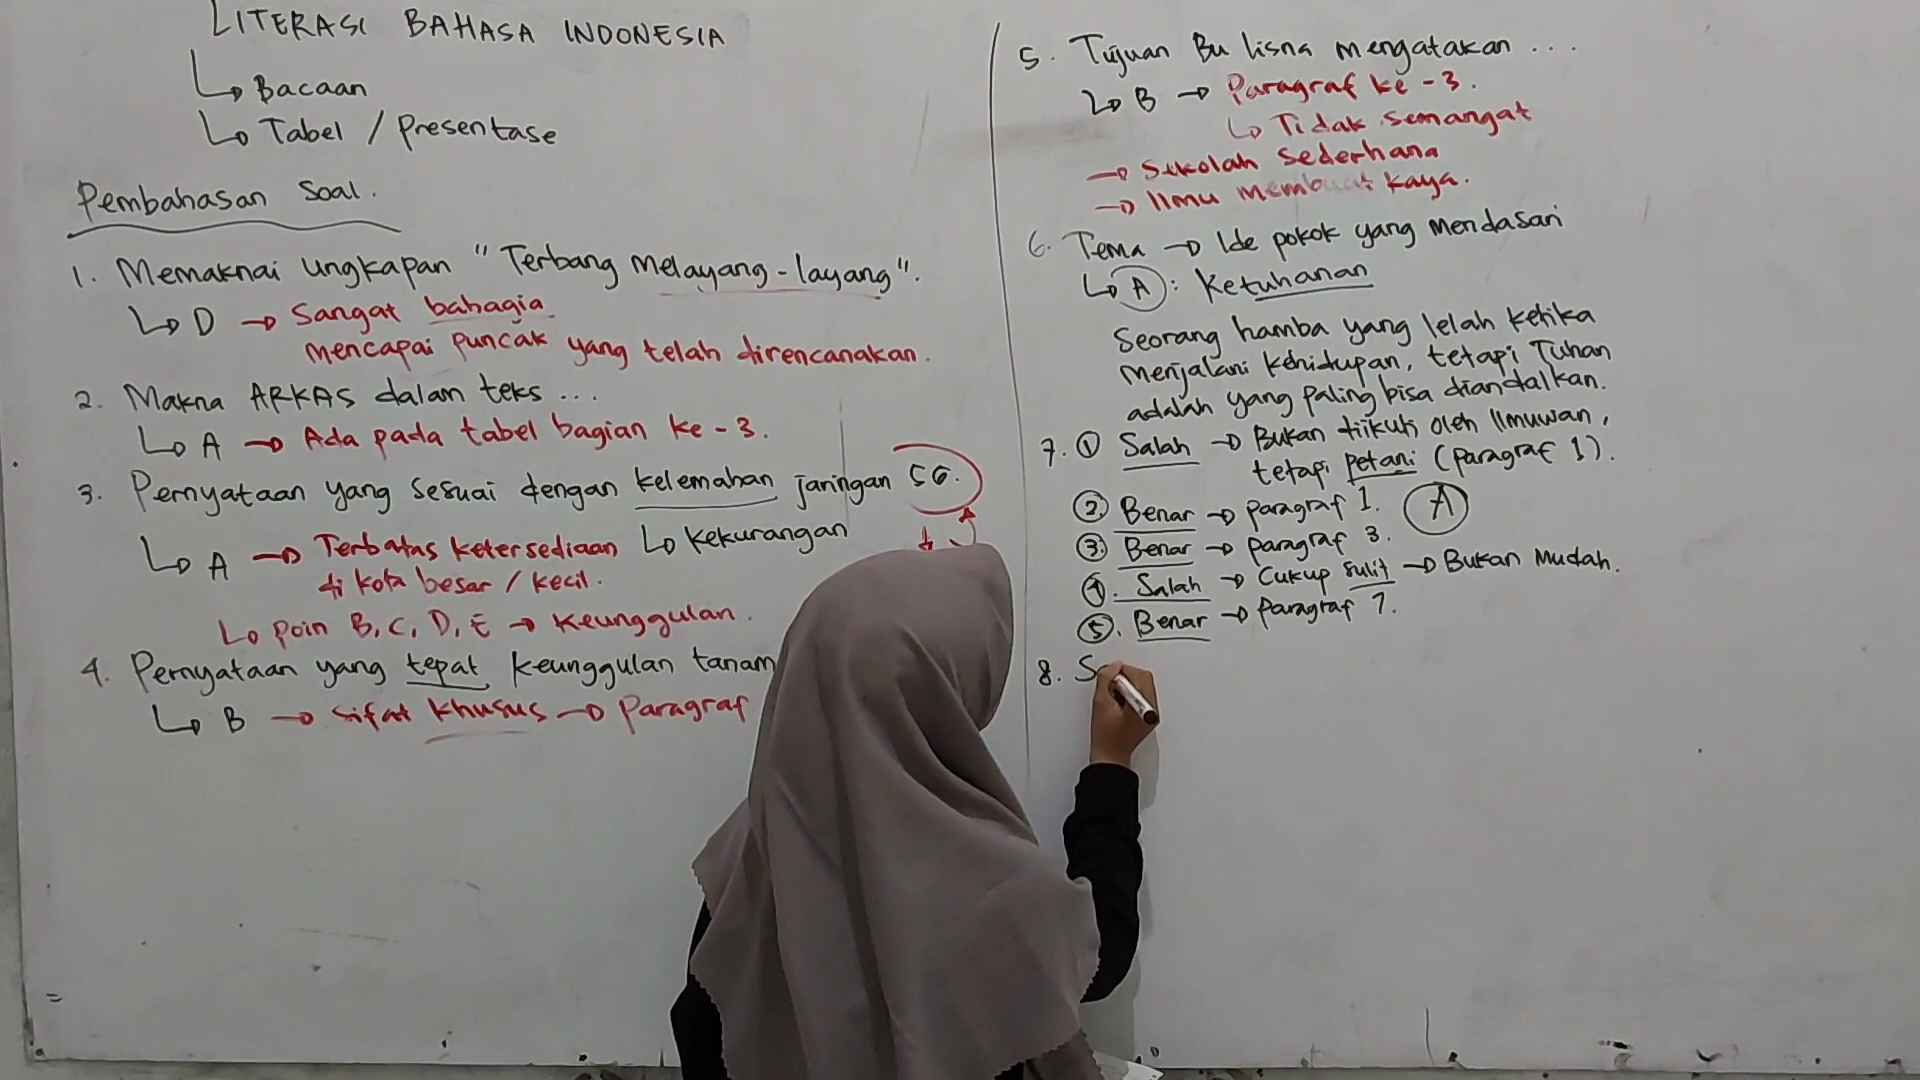 LITERASI BAHASA INDONESIA
↳ Bacaan
↳ Tabel / Presentase
Pembahasan Soal.
1. Memaknai Ungkapan "Terbang Melayang-layang".
↳ D → Sangat bahagia
mencapai puncak yang telah direncanakan.
2. Makna ARKAS dalam teks ...
↳ A → Ada pada tabel bagian ke-3.
3. Pernyataan yang sesuai dengan kelemahan jaringan 5G.
↳ Kekurangan
↳ A → Terbatas ketersediaan
di kota besar / kecil.
↳ Poin B, C, D, E → Keunggulan.
4. Pernyataan yang tepat keunggulan tanam
↳ B → Sifat khusus → Paragraf
5. Tujuan Bu lisna mengatakan ...
↳ B → Paragraf ke-3.
↳ Tidak semangat
→ Sekolah sederhana
→ Ilmu membuat kaya.
6. Tema → Ide pokok yang mendasari
↳ A : Ketuhanan
Seorang hamba yang lelah ketika
menjalani kehidupan, tetapi Tuhan
adalah yang paling bisa diandalkan.
7. ① Salah → Bukan diikuti oleh Ilmuwan,
tetapi petani (Paragraf 1).
② Benar → paragraf 1. A
③ Benar → paragraf 3.
④. Salah → Cukup sulit → Bukan Mudah.
⑤. Benar → Paragraf 7.
8. S